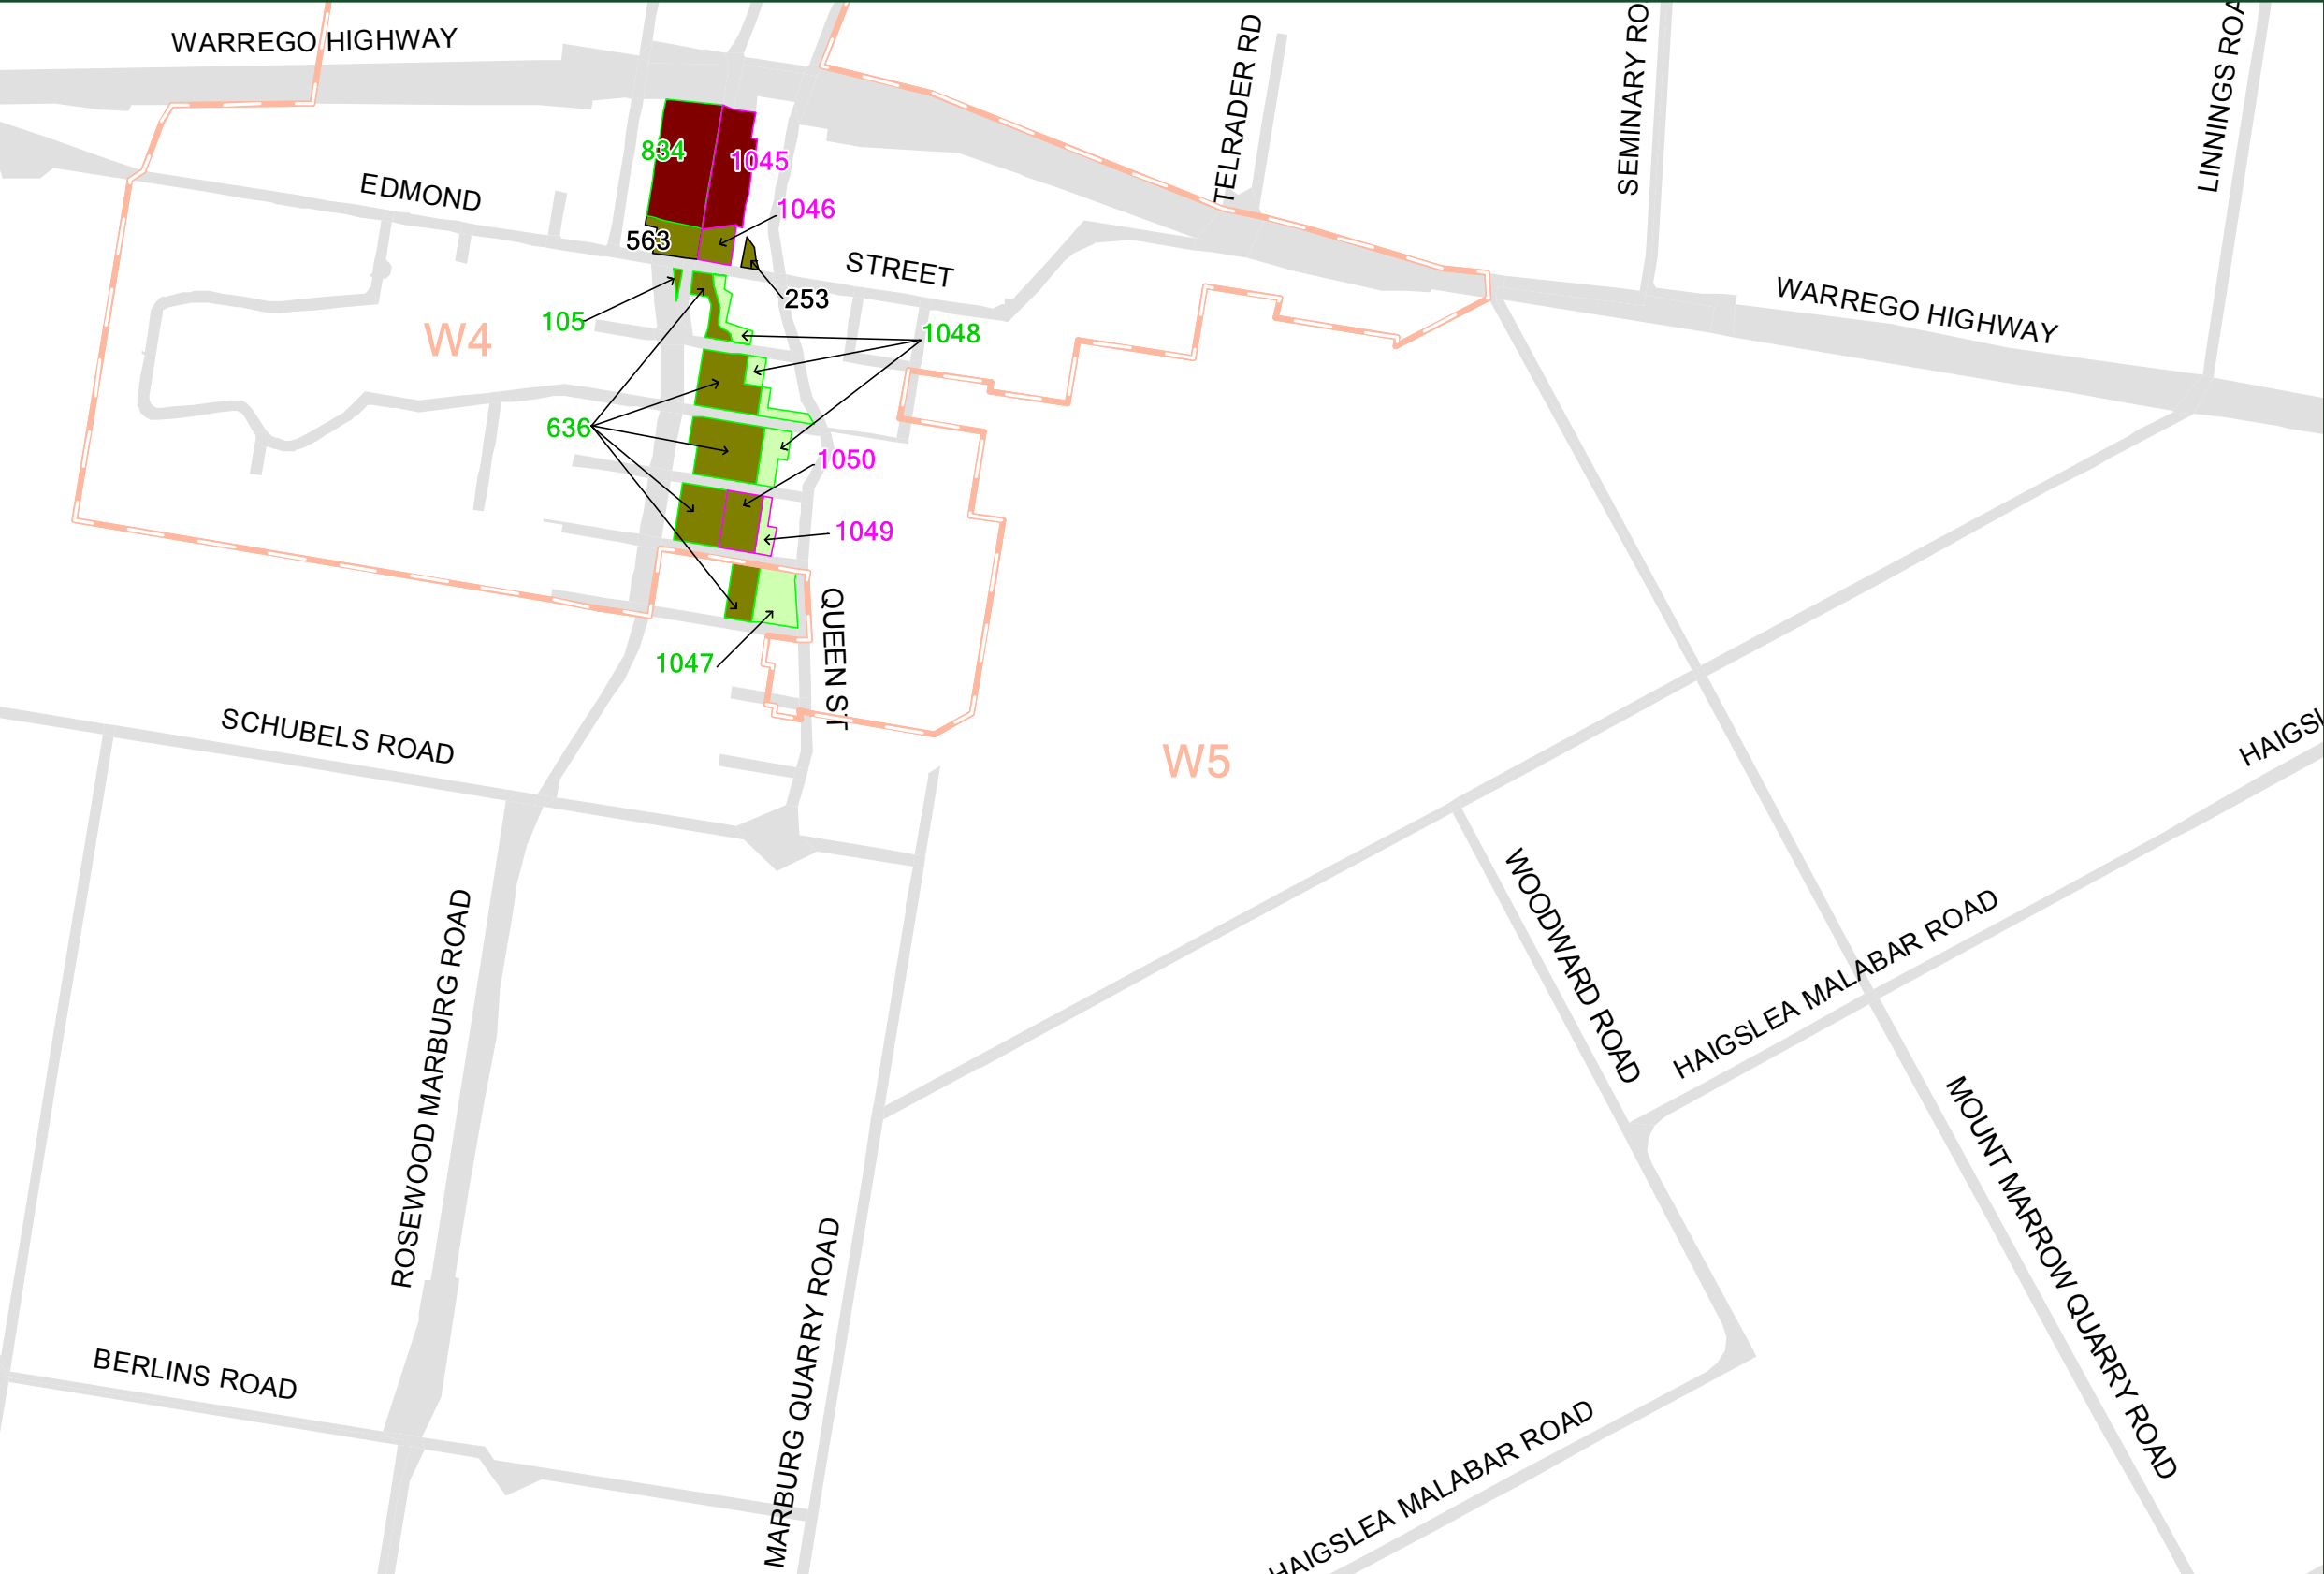 WARREGO HIGHWAY
TELRADER RD
SEMINARY RO
LINNINGS ROA
834
1045
EDMOND
1046
563
STREET
253
105
W4
1048
WARREGO HIGHWAY
636
1050
1049
QUEEN ST
1047
SCHUBELS ROAD
W5
HAIGSL
WOODWARD ROAD
ROSEWOOD MARBURG ROAD
HAIGSLEA MALABAR ROAD
MOUNT MARROW QUARRY ROAD
MARBURG QUARRY ROAD
BERLINS ROAD
HAIGSLEA MALABAR ROAD